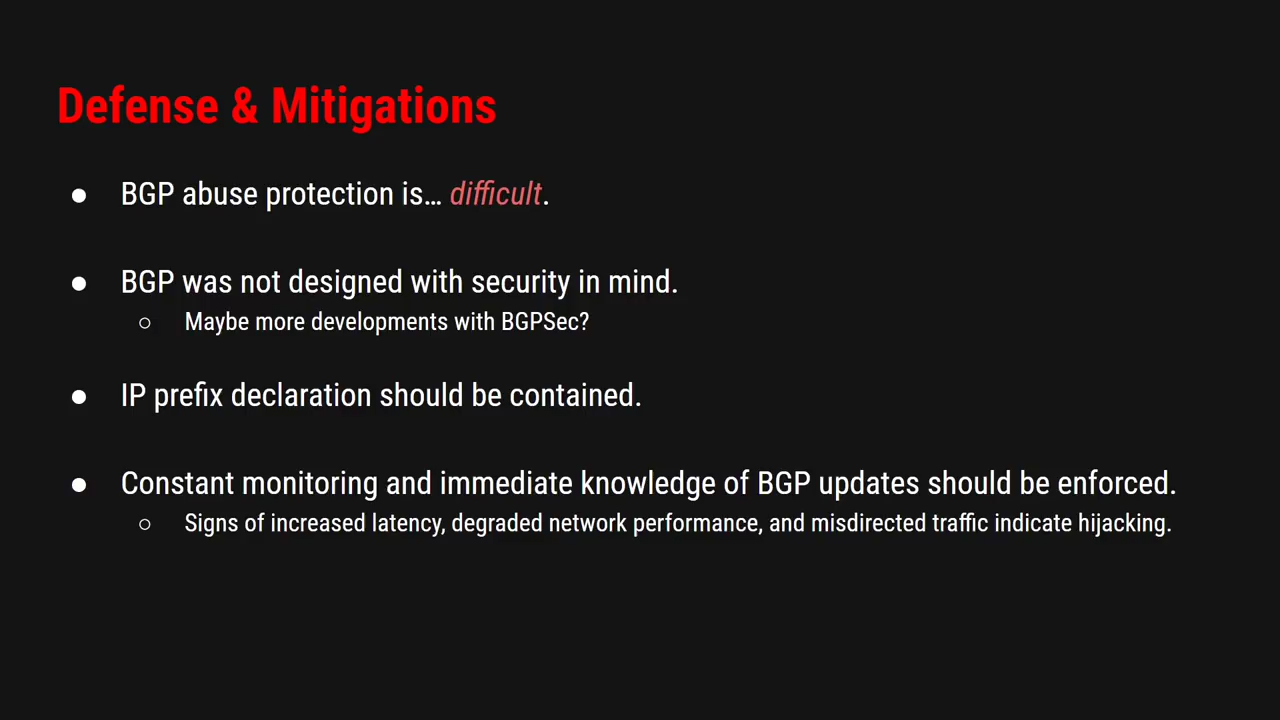 Defense & Mitigations
● BGP abuse protection is… difficult.
● BGP was not designed with security in mind.
○ Maybe more developments with BGPSec?
● IP prefix declaration should be contained.
● Constant monitoring and immediate knowledge of BGP updates should be enforced.
○ Signs of increased latency, degraded network performance, and misdirected traffic indicate hijacking.